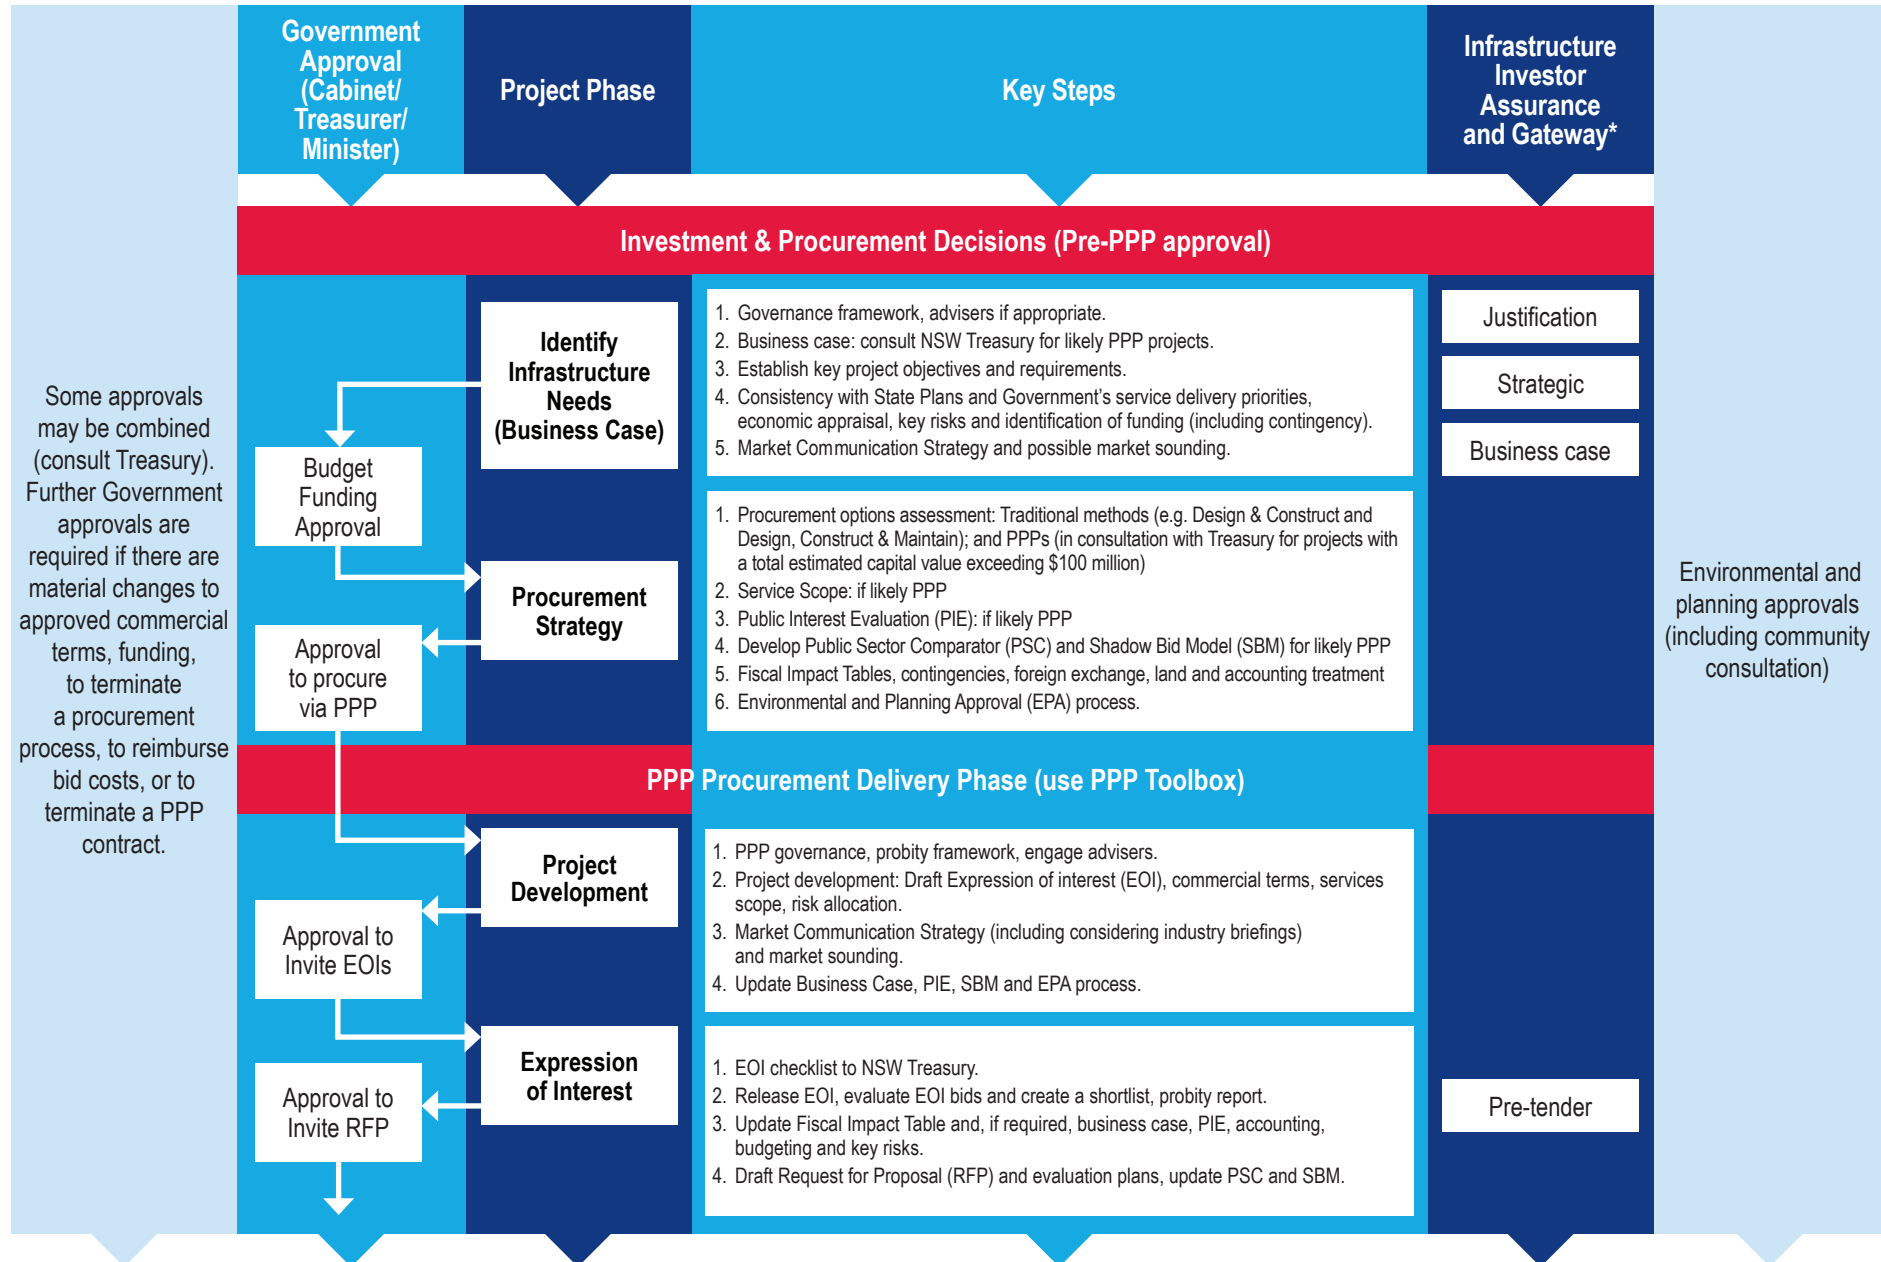 Government
Approval
(Cabinet/
Treasurer/
Minister)
Project Phase
Key Steps
Infrastructure
Investor
Assurance
and Gateway*
Some approvals
may be combined
(consult Treasury).
Further Government
approvals are
required if there are
material changes to
approved commercial
terms, funding,
to terminate
a procurement
process, to reimburse
bid costs, or to
terminate a PPP
contract.
Investment & Procurement Decisions (Pre-PPP approval)
Identify
Infrastructure
Needs
(Business Case)
1. Governance framework, advisers if appropriate.
2. Business case: consult NSW Treasury for likely PPP projects.
3. Establish key project objectives and requirements.
4. Consistency with State Plans and Government's service delivery priorities,
economic appraisal, key risks and identification of funding (including contingency).
5. Market Communication Strategy and possible market sounding.
Justification
Strategic
Business case
Budget
Funding
Approval
Procurement
Strategy
1. Procurement options assessment: Traditional methods (e.g. Design & Construct and
Design, Construct & Maintain); and PPPs (in consultation with Treasury for projects with
a total estimated capital value exceeding $100 million)
2. Service Scope: if likely PPP
3. Public Interest Evaluation (PIE): if likely PPP
4. Develop Public Sector Comparator (PSC) and Shadow Bid Model (SBM) for likely PPP
5. Fiscal Impact Tables, contingencies, foreign exchange, land and accounting treatment
6. Environmental and Planning Approval (EPA) process.
Approval
to procure
via PPP
Environmental and
planning approvals
(including community
consultation)
PPP Procurement Delivery Phase (use PPP Toolbox)
Project
Development
1. PPP governance, probity framework, engage advisers.
2. Project development: Draft Expression of interest (EOI), commercial terms, services
scope, risk allocation.
3. Market Communication Strategy (including considering industry briefings)
and market sounding.
4. Update Business Case, PIE, SBM and EPA process.
Approval to
Invite EOIs
Expression
of Interest
1. EOI checklist to NSW Treasury.
2. Release EOI, evaluate EOI bids and create a shortlist, probity report.
3. Update Fiscal Impact Table and, if required, business case, PIE, accounting,
budgeting and key risks.
4. Draft Request for Proposal (RFP) and evaluation plans, update PSC and SBM.
Approval to
Invite RFP
Pre-tender